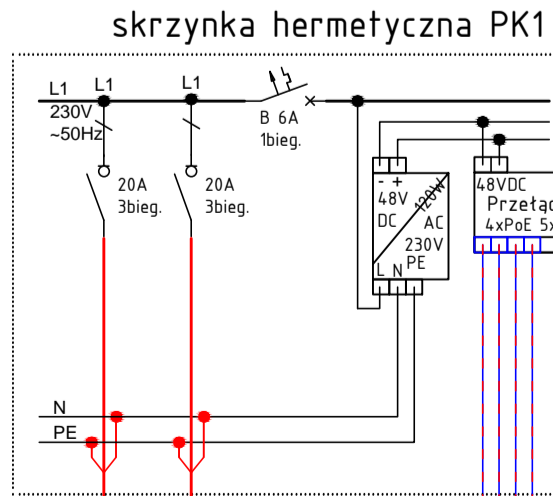 skrzynka hermetyczna PK1
L1 L1 L1
230V
~50Hz
B 6A
1bieg.
20A
3bieg.
20A
3bieg.
- +
48V
DC
120W
AC
230V
PE
L N
48VDC
Przełąc
4xPoE 5x
N
PE